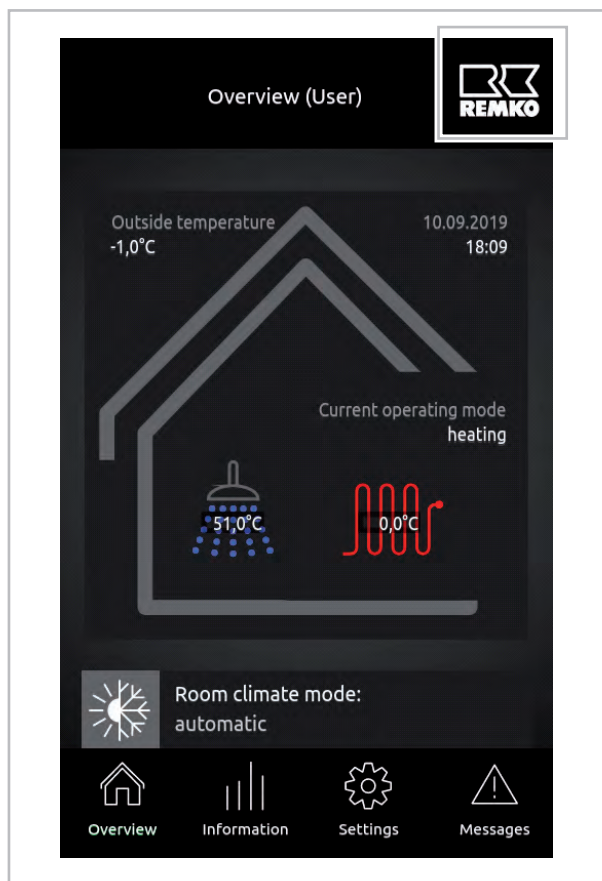 Overview (User)
REMKO
Outside temperature
-1,0°C
10.09.2019
18:09
Current operating mode
heating
51,0°C
0,0°C
Room climate mode:
automatic
Overview
Information
Settings
Messages